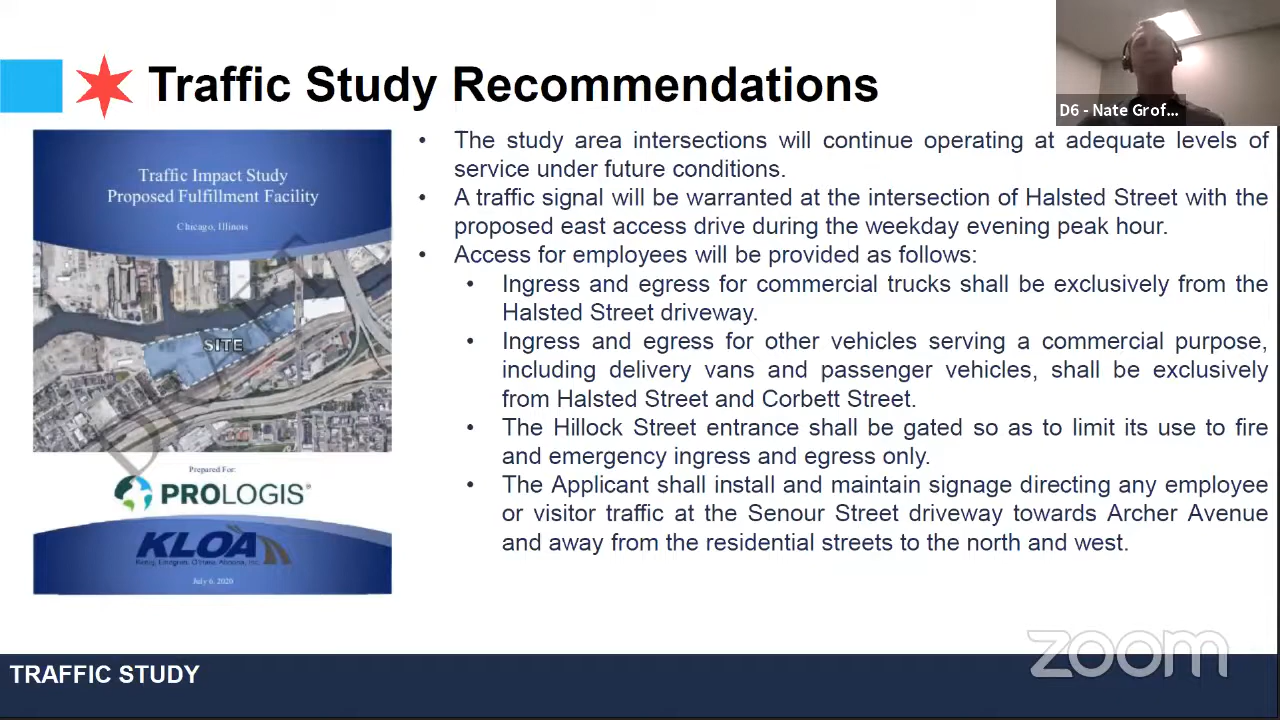 Traffic Study Recommendations
D6 - Nate Grof...
Traffic Impact Study
Proposed Fulfillment Facility
Chicago, Illinois
SITE
DRAFT
Prepared For:
PROLOGIS®
KLOA
July 6, 2020
• The study area intersections will continue operating at adequate levels of
service under future conditions.
• A traffic signal will be warranted at the intersection of Halsted Street with the
proposed east access drive during the weekday evening peak hour.
• Access for employees will be provided as follows:
• Ingress and egress for commercial trucks shall be exclusively from the
Halsted Street driveway.
• Ingress and egress for other vehicles serving a commercial purpose,
including delivery vans and passenger vehicles, shall be exclusively
from Halsted Street and Corbett Street.
• The Hillock Street entrance shall be gated so as to limit its use to fire
and emergency ingress and egress only.
• The Applicant shall install and maintain signage directing any employee
or visitor traffic at the Senour Street driveway towards Archer Avenue
and away from the residential streets to the north and west.
zoom
TRAFFIC STUDY